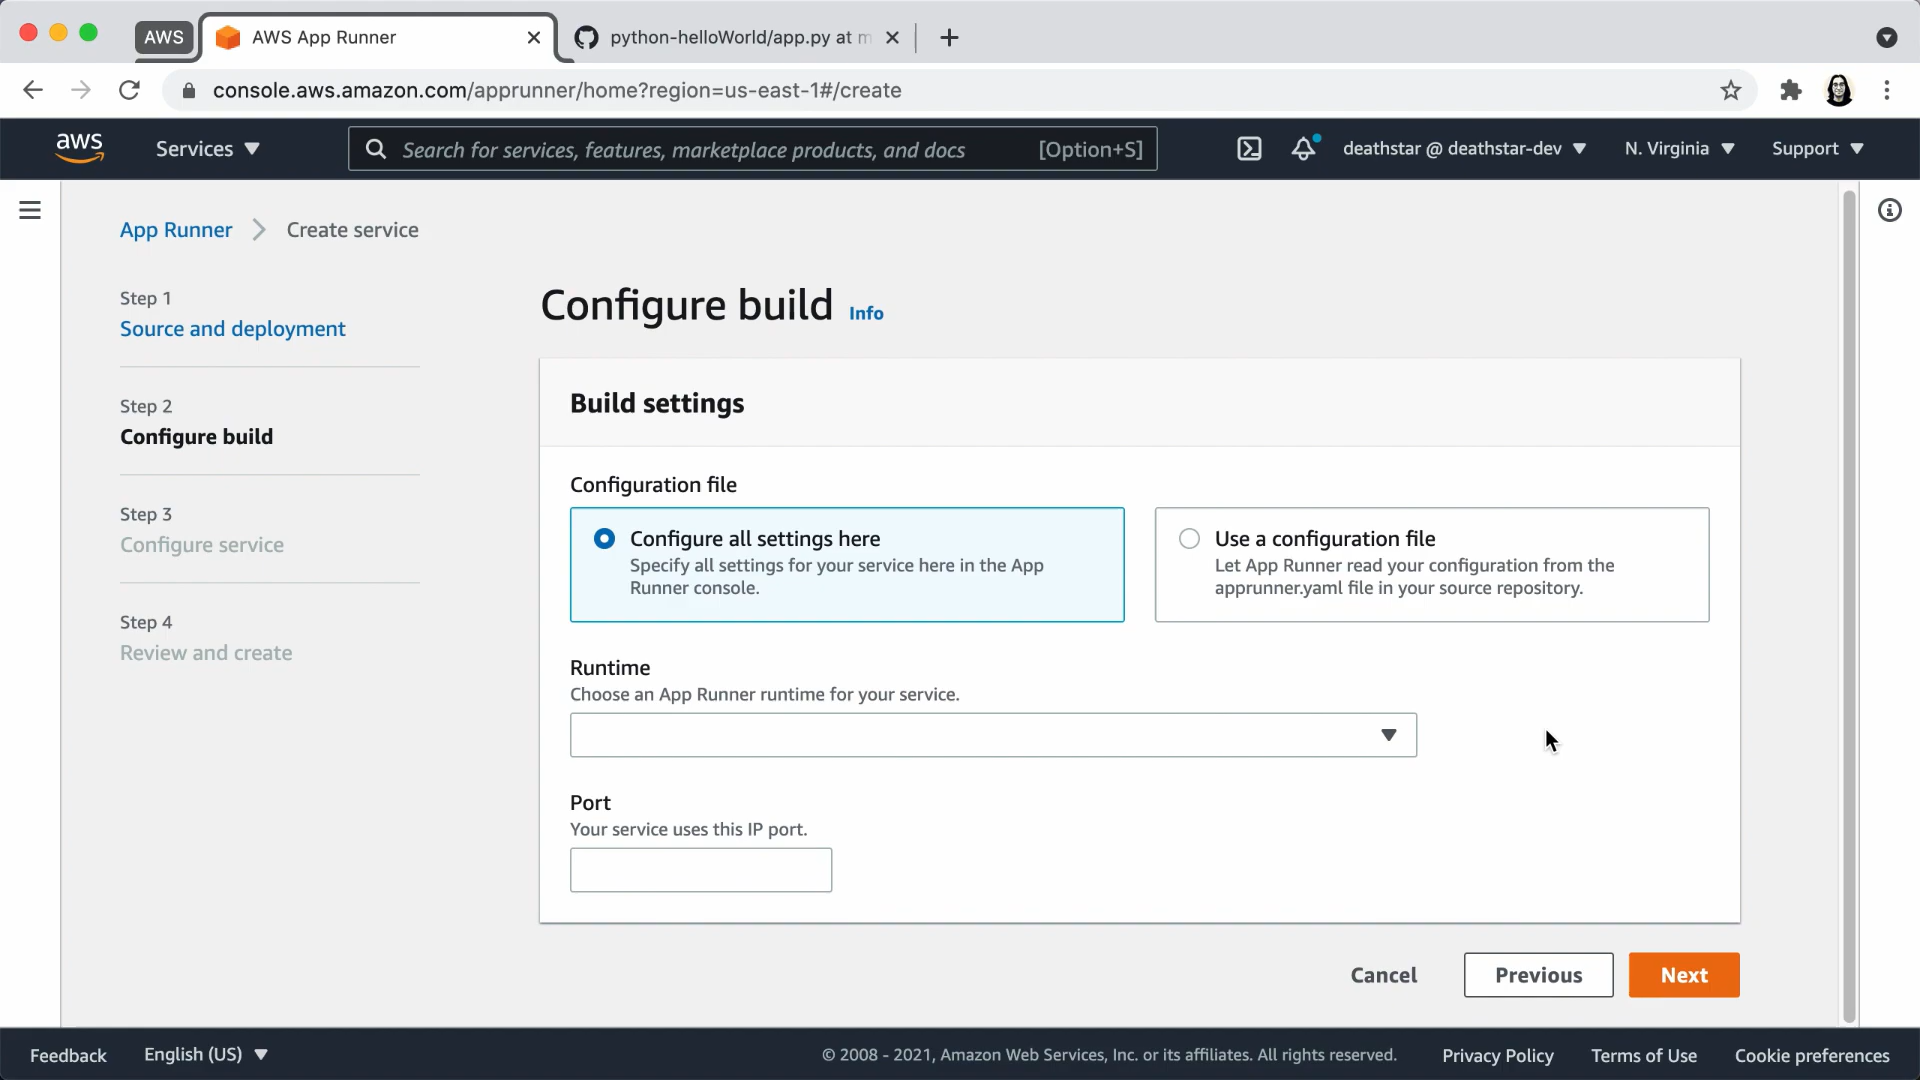 AWS
AWS App Runner
python-helloWorld/app.py at m
console.aws.amazon.com/apprunner/home?region=us-east-1#/create
aws
Services
Search for services, features, marketplace products, and docs
[Option+S]
deathstar @ deathstar-dev
N. Virginia
Support
App Runner
Create service
Step 1
Source and deployment
Step 2
Configure build
Step 3
Configure service
Step 4
Review and create
Configure build
Info
Build settings
Configuration file
Configure all settings here
Specify all settings for your service here in the App
Runner console.
Use a configuration file
Let App Runner read your configuration from the
apprunner.yaml file in your source repository.
Runtime
Choose an App Runner runtime for your service.
Port
Your service uses this IP port.
Cancel
Previous
Next
Feedback
English (US)
© 2008 - 2021, Amazon Web Services, Inc. or its affiliates. All rights reserved.
Privacy Policy
Terms of Use
Cookie preferences